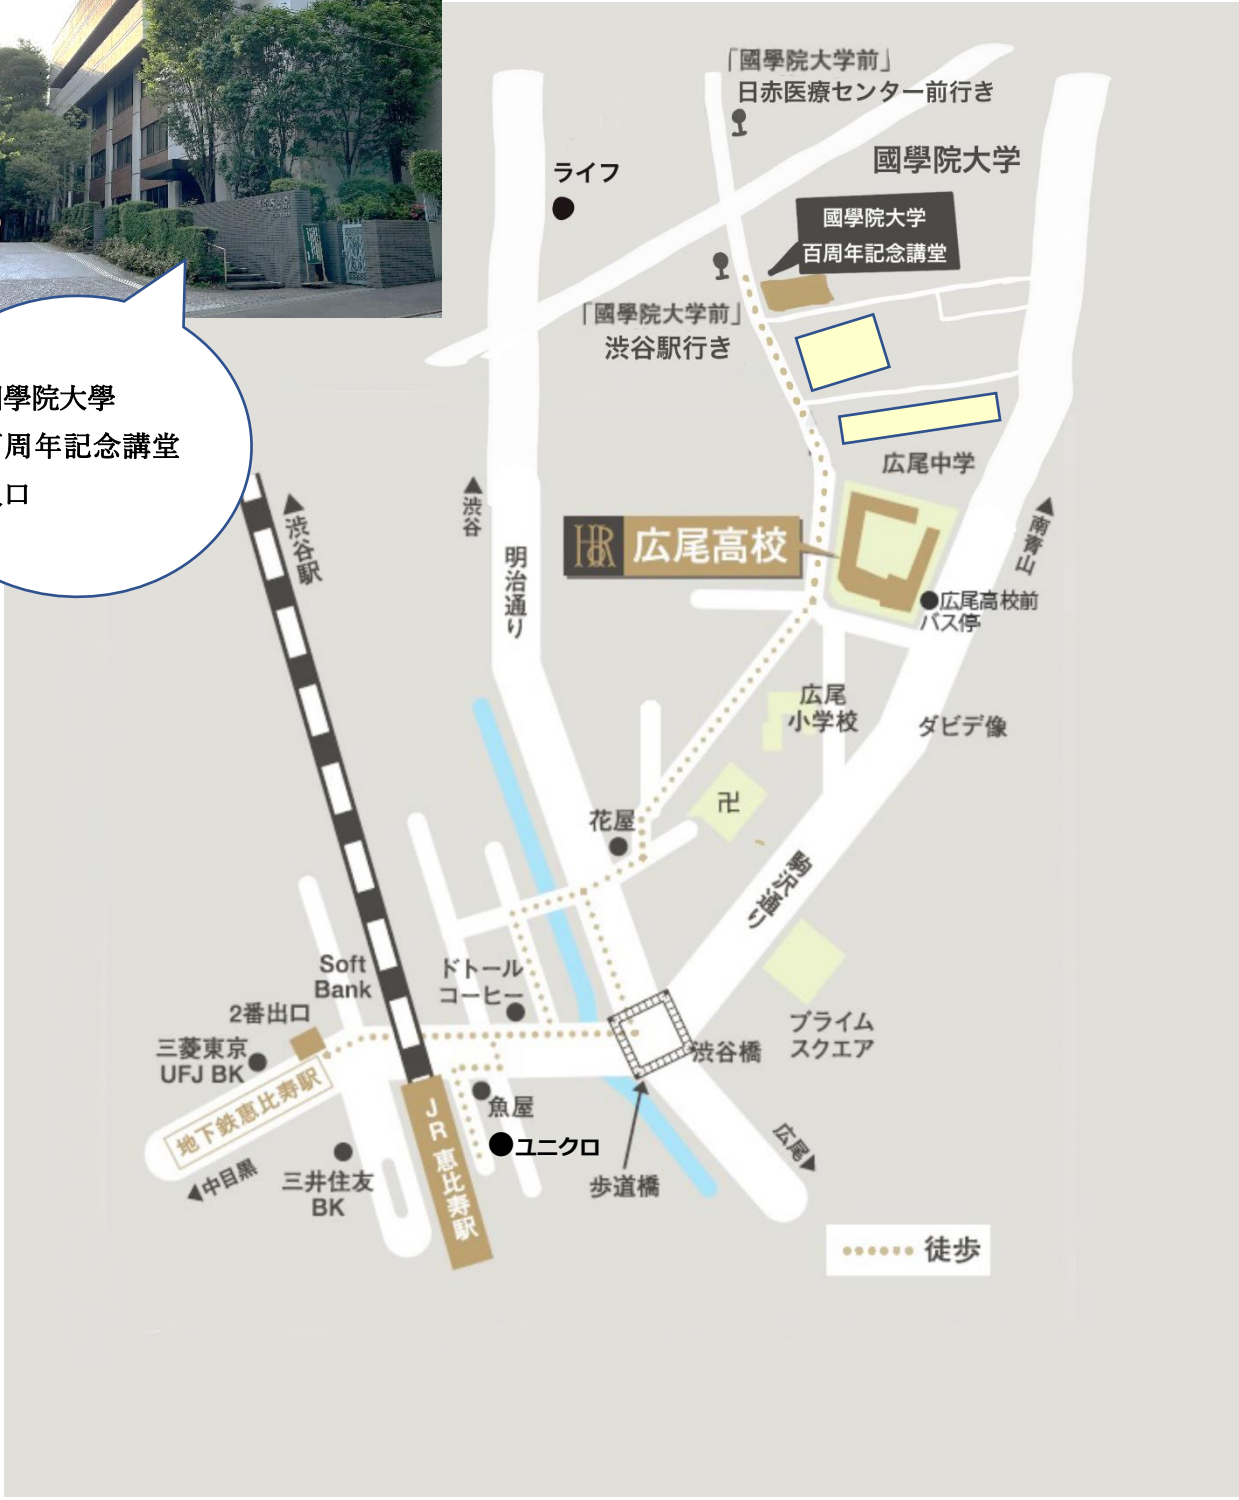 「國學院大学前」
日赤医療センター前行き
國學院大学
ライフ
國學院大学
百周年記念講堂
「國學院大学前」
渋谷駅行き
學院大學
周年記念講堂
口
広尾中学
▲渋谷
▲渋谷駅
明治通り
HR 広尾高校
▲南青山
広尾高校前
バス停
広尾
小学校
ダビデ像
卍
花屋
駒沢通り
Soft
Bank
ドトール
コーヒー
2番出口
三菱東京
UFJ BK
プライム
スクエア
渋谷橋
地下鉄恵比寿駅
JR 恵比寿駅
魚屋
ユニクロ
◀中目黒
三井住友
BK
歩道橋
広尾▶
徒歩